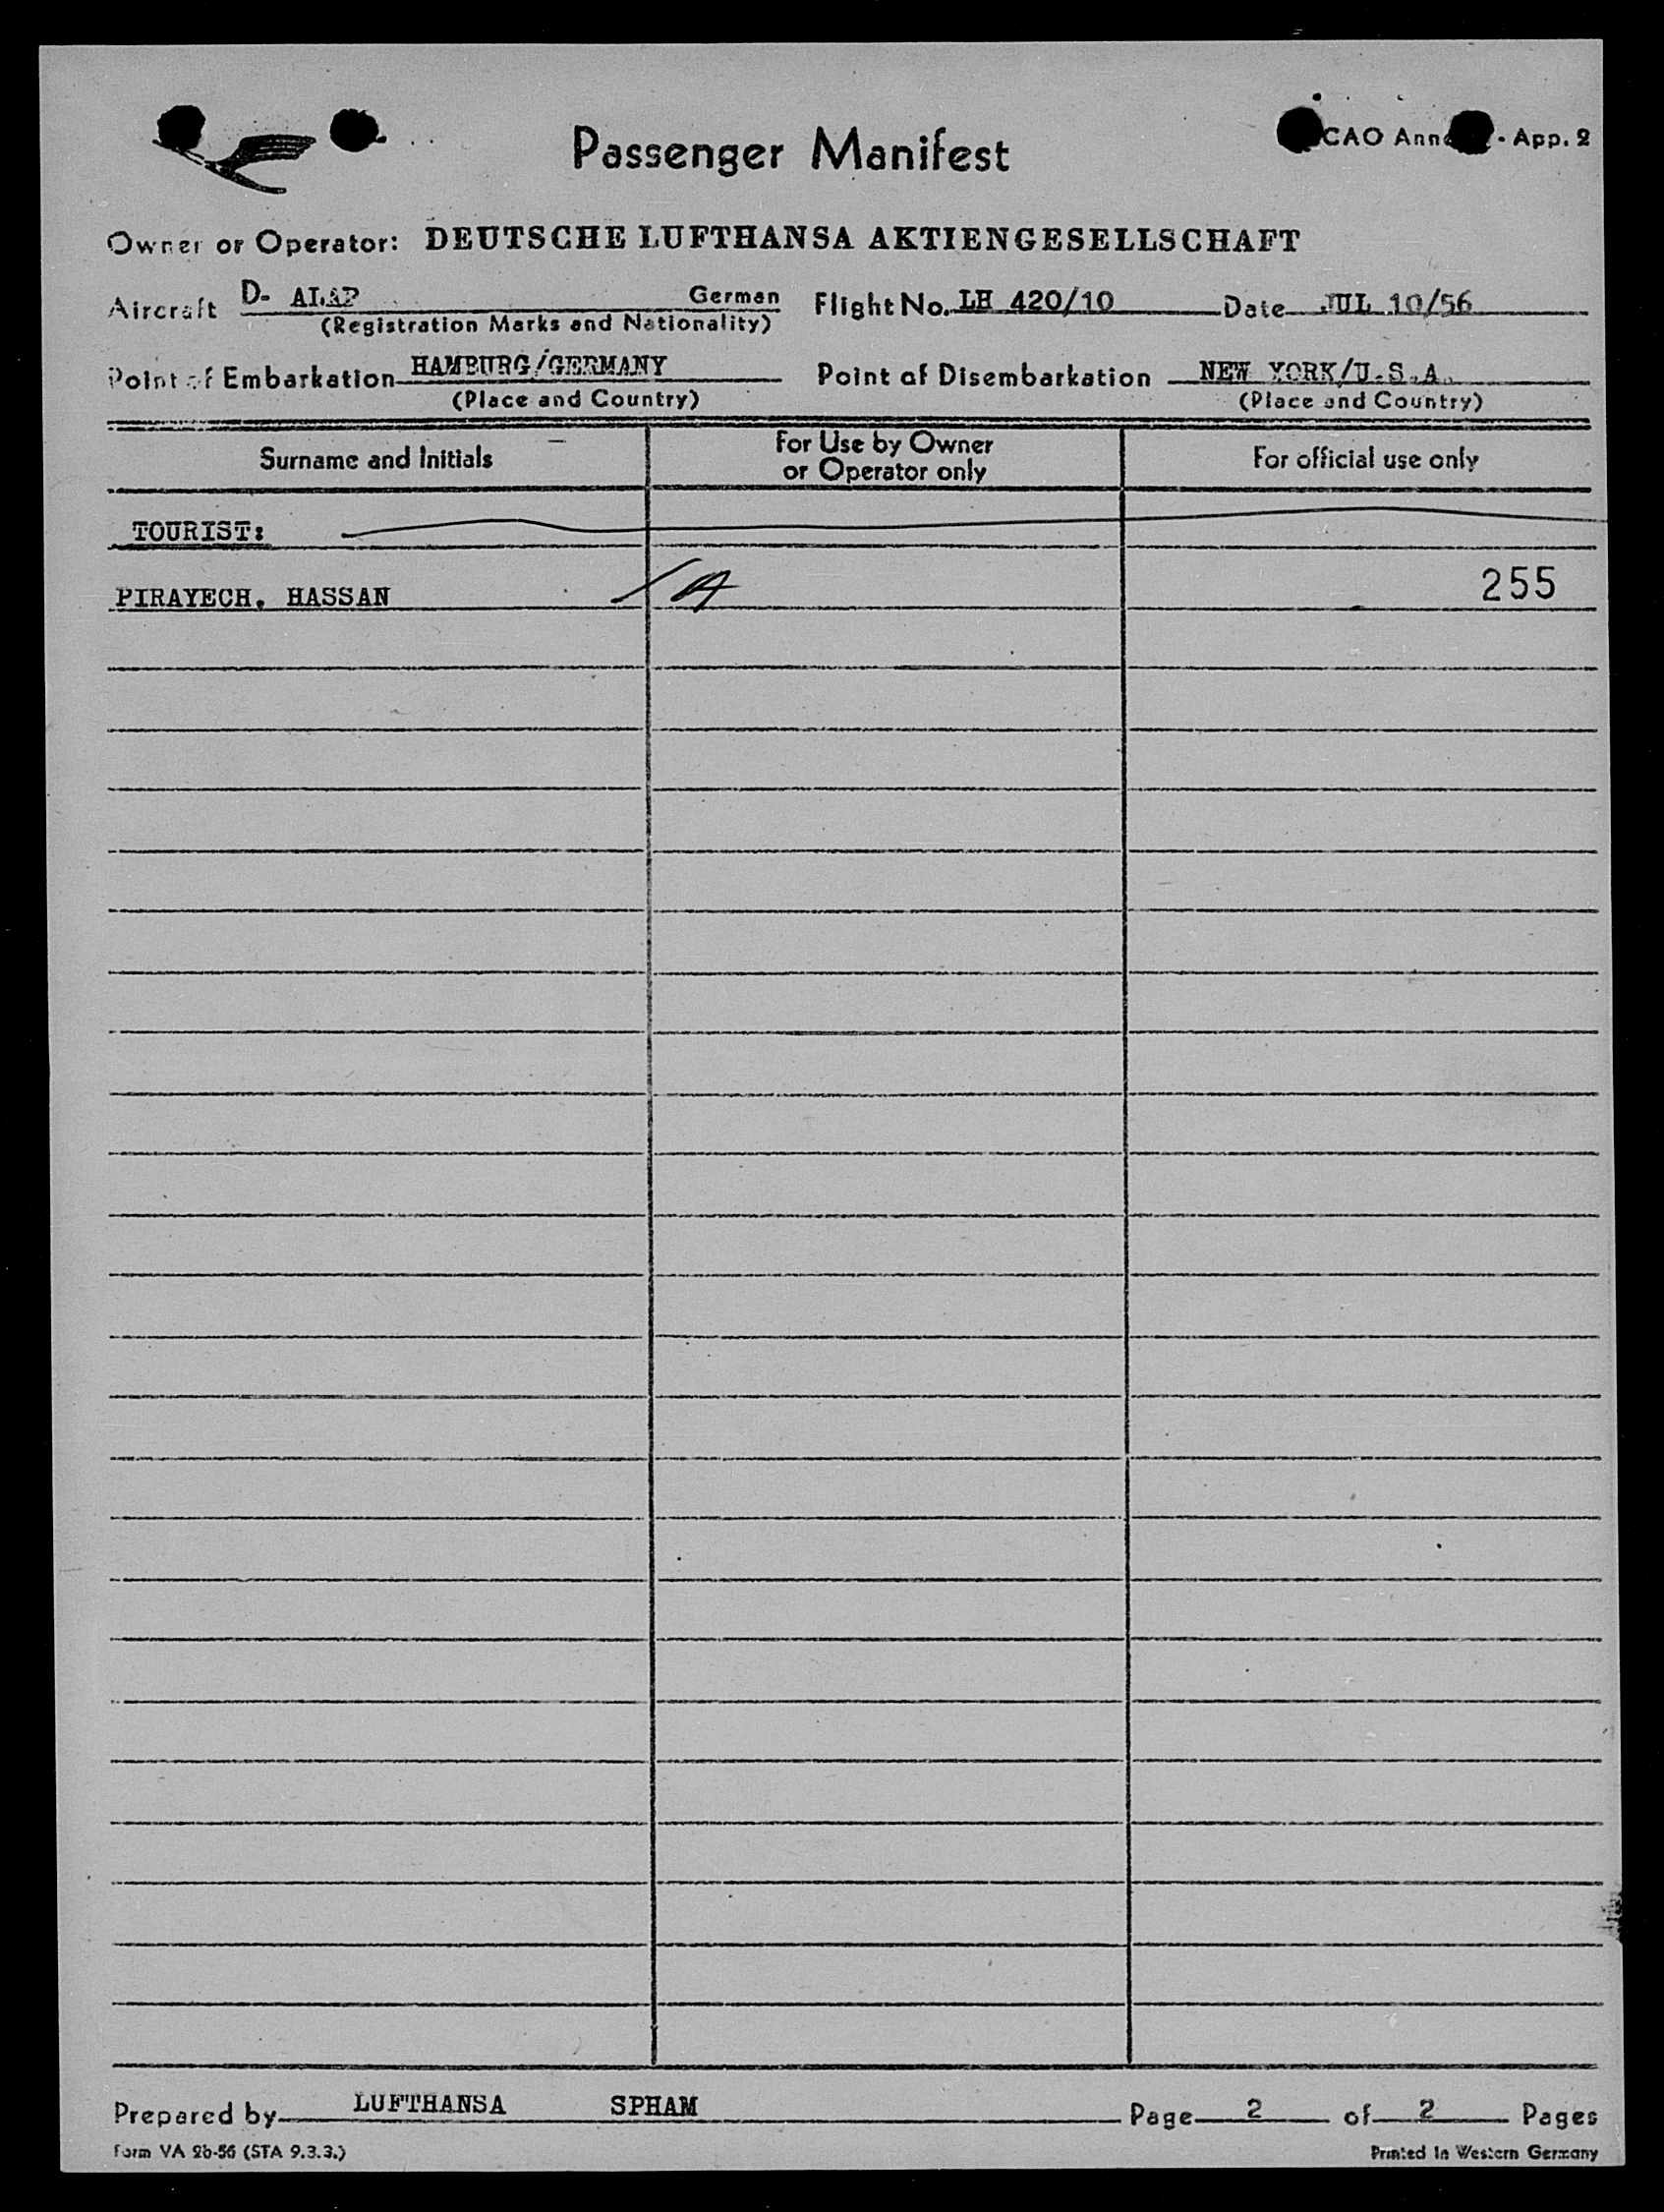 Passenger Manifest
CAO Ann - App. 2
Owner or Operator: DEUTSCHE LUFTHANSA AKTIENGESELLSCHAFT
Aircraft D- ALAP German Flight No. LH 420/10 Date JUL 10/56
(Registration Marks and Nationality)
Point of Embarkation HAMBURG/GERMANY Point of Disembarkation NEW YORK/U.S.A.
(Place and Country) (Place and Country)
Surname and Initials For Use by Owner or Operator only For official use only
TOURIST:
PIRAYECH, HASSAN 255
Prepared by LUFTHANSA SPHAM Page 2 of 2 Pages
Form VA 2b-56 (STA 9.3.3.) Printed in Western Germany